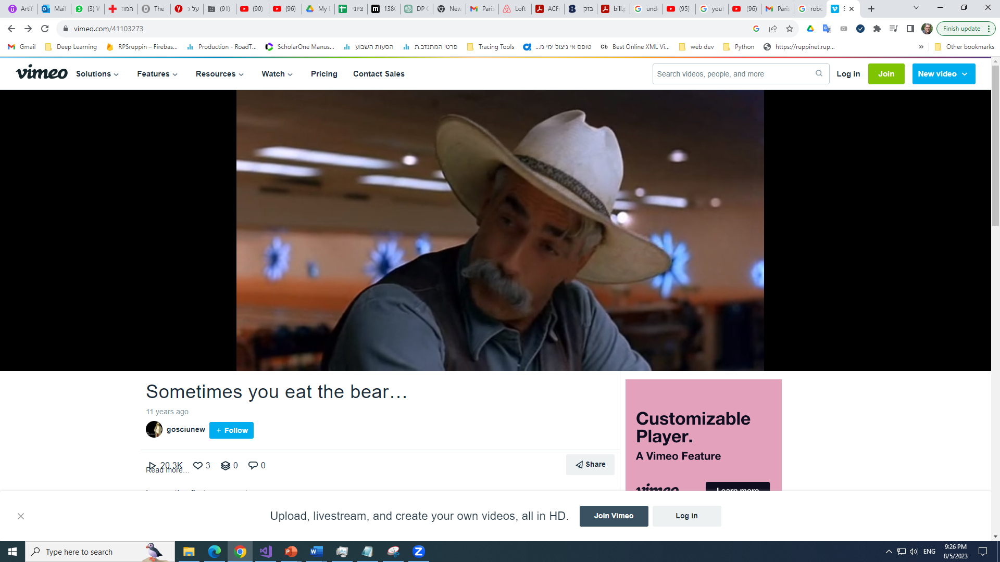 Artif
Mail
(3) V
המוז
The
על כ
(91)
(90)
(96)
My D
ציוני
1380
DP C
New
Paris
Loft
ACF
בזק
bill.p
unde
(95)
yout
(96)
Paris
robo
S
vimeo.com/41103273
Finish update
Gmail
Deep Learning
RPSruppin – Firebas...
Production - RoadT...
ScholarOne Manus...
הסעות השבוע
פרטי המתנדב.ת
Tracing Tools
טופס אי ניצול ימי מ...
Cb Best Online XML Vi...
web dev
Python
https://ruppinet.rup...
»
Other bookmarks
vimeo
Solutions
Features
Resources
Watch
Pricing
Contact Sales
Search videos, people, and more
Log in
Join
New video
Sometimes you eat the bear…
11 years ago
gosciunew
+ Follow
20.3K
3
0
0
Share
Read more…
Customizable
Player.
A Vimeo Feature
vimeo
Learn more
Upload, livestream, and create your own videos, all in HD.
Join Vimeo
Log in
Type here to search
ENG
9:26 PM
8/5/2023